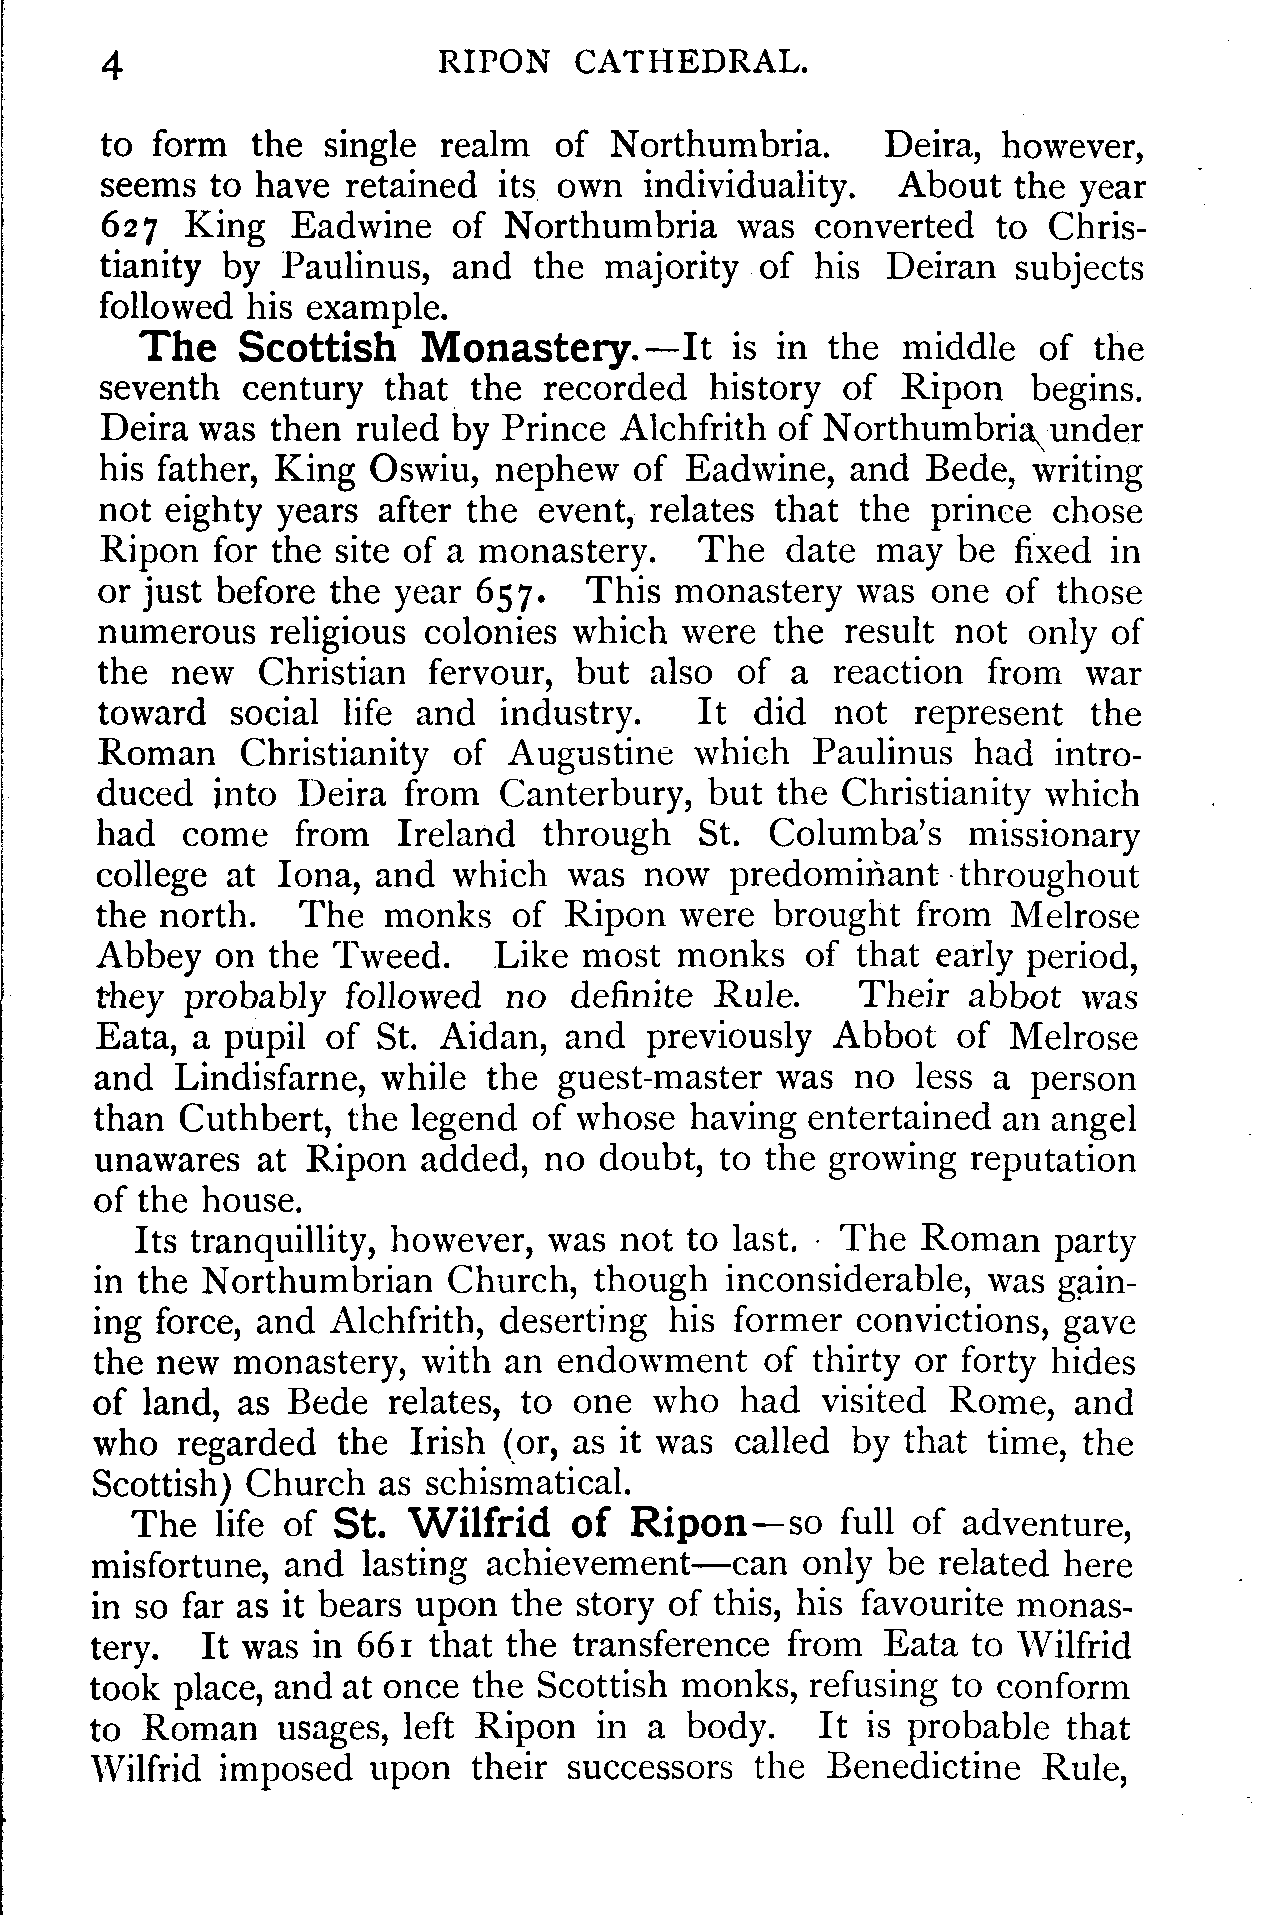 4 RIPON CATHEDRAL.
to form the single realm of Northumbria. Deira, however,
seems to have retained its own individuality. About the year
627 King Eadwine of Northumbria was converted to Chris-
tianity by Paulinus, and the majority of his Deiran subjects
followed his example.
The Scottish Monastery.—It is in the middle of the
seventh century that the recorded history of Ripon begins.
Deira was then ruled by Prince Alchfrith of Northumbria under
his father, King Oswiu, nephew of Eadwine, and Bede, writing
not eighty years after the event, relates that the prince chose
Ripon for the site of a monastery. The date may be fixed in
or just before the year 657. This monastery was one of those
numerous religious colonies which were the result not only of
the new Christian fervour, but also of a reaction from war
toward social life and industry. It did not represent the
Roman Christianity of Augustine which Paulinus had intro-
duced into Deira from Canterbury, but the Christianity which
had come from Ireland through St. Columba's missionary
college at Iona, and which was now predominant throughout
the north. The monks of Ripon were brought from Melrose
Abbey on the Tweed. Like most monks of that early period,
they probably followed no definite Rule. Their abbot was
Eata, a pupil of St. Aidan, and previously Abbot of Melrose
and Lindisfarne, while the guest-master was no less a person
than Cuthbert, the legend of whose having entertained an angel
unawares at Ripon added, no doubt, to the growing reputation
of the house.
Its tranquillity, however, was not to last. The Roman party
in the Northumbrian Church, though inconsiderable, was gain-
ing force, and Alchfrith, deserting his former convictions, gave
the new monastery, with an endowment of thirty or forty hides
of land, as Bede relates, to one who had visited Rome, and
who regarded the Irish (or, as it was called by that time, the
Scottish) Church as schismatical.
The life of St. Wilfrid of Ripon—so full of adventure,
misfortune, and lasting achievement—can only be related here
in so far as it bears upon the story of this, his favourite monas-
tery. It was in 661 that the transference from Eata to Wilfrid
took place, and at once the Scottish monks, refusing to conform
to Roman usages, left Ripon in a body. It is probable that
Wilfrid imposed upon their successors the Benedictine Rule,